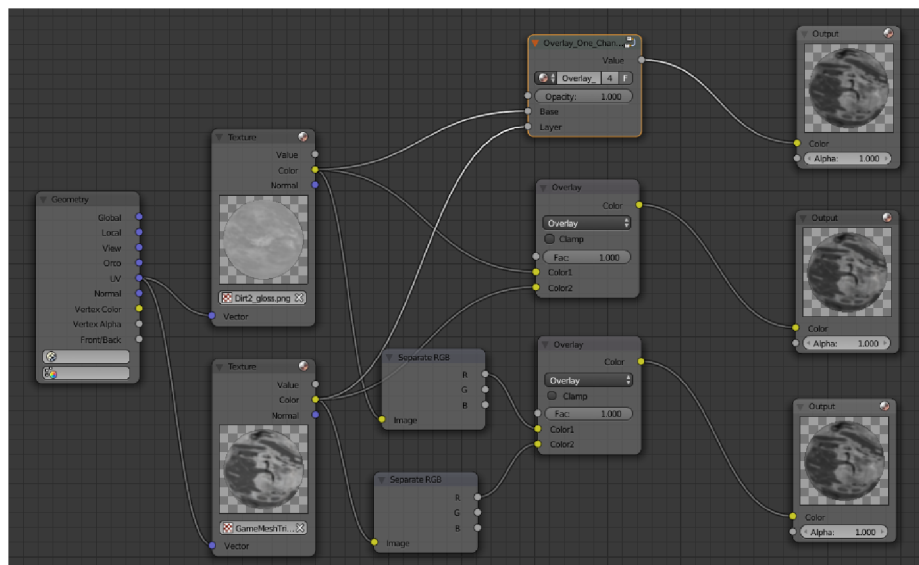 Geometry
Global
Local
View
Orco
UV
Normal
Vertex Color
Vertex Alpha
Front/Back
Texture
Value
Color
Normal
Dirt2_gloss.png
Vector
Texture
Value
Color
Normal
GameMeshTri...
Vector
Separate RGB
R
G
B
Image
Separate RGB
R
G
B
Image
Overlay_One_Chan...
Value
Overlay_ 4 F
Opacity: 1.000
Base
Layer
Overlay
Color
Overlay
Clamp
Fac: 1.000
Color1
Color2
Overlay
Color
Overlay
Clamp
Fac: 1.000
Color1
Color2
Output
Color
Alpha: 1.000
Output
Color
Alpha: 1.000
Output
Color
Alpha: 1.000